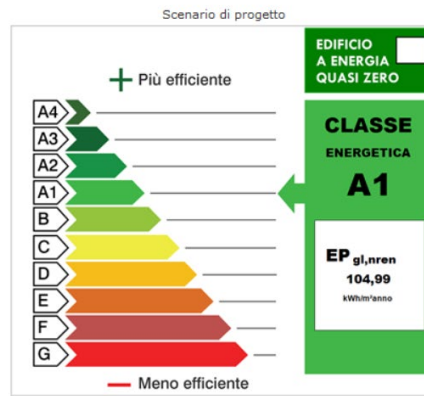 Scenario di progetto
EDIFICIO
A ENERGIA
QUASI ZERO
Più efficiente
A4
A3
A2
A1
B
C
D
E
F
G
Meno efficiente
CLASSE
ENERGETICA
A1
EP gl,nren
104,99
kWh/m²anno